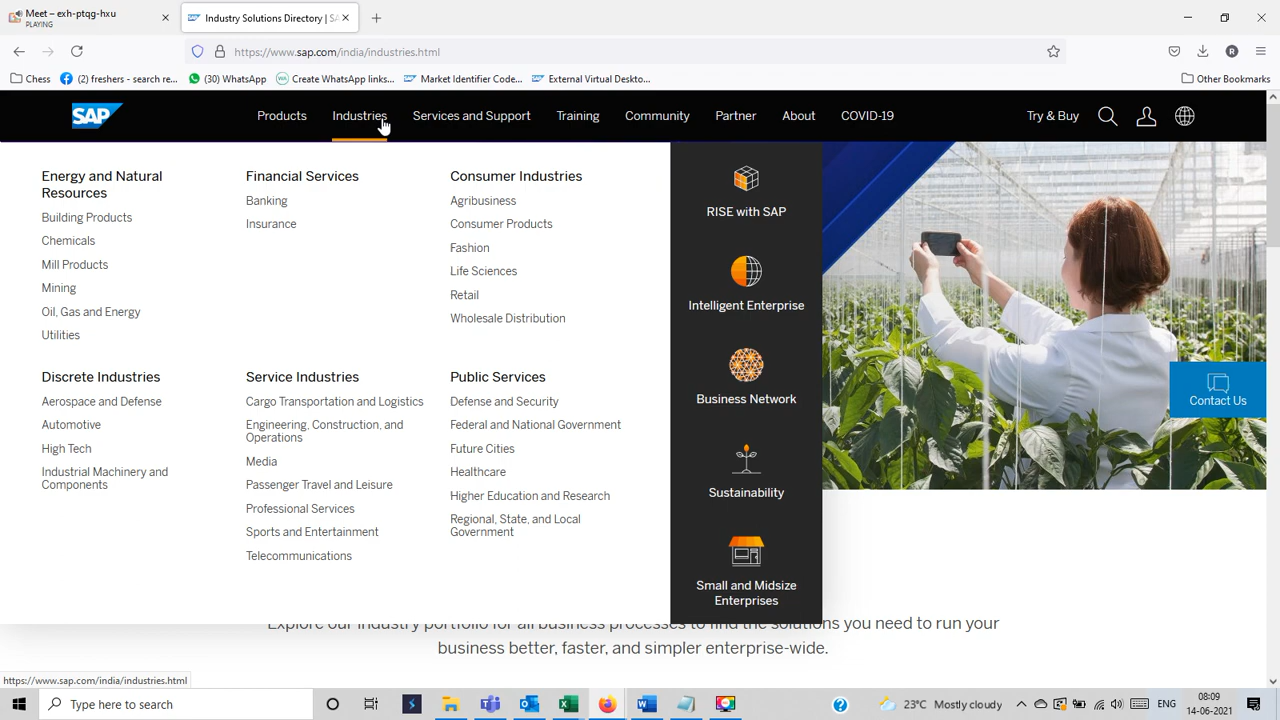 Meet – exh-ptqg-hxu
PLAYING
Industry Solutions Directory | SA
https://www.sap.com/india/industries.html
Chess
(2) freshers - search re...
(30) WhatsApp
Create WhatsApp links...
Market Identifier Code...
External Virtual Deskto...
Other Bookmarks
SAP
Products
Industries
Services and Support
Training
Community
Partner
About
COVID-19
Try & Buy
Energy and Natural
Resources
Building Products
Chemicals
Mill Products
Mining
Oil, Gas and Energy
Utilities
Financial Services
Banking
Insurance
Consumer Industries
Agribusiness
Consumer Products
Fashion
Life Sciences
Retail
Wholesale Distribution
Discrete Industries
Aerospace and Defense
Automotive
High Tech
Industrial Machinery and
Components
Service Industries
Cargo Transportation and Logistics
Engineering, Construction, and
Operations
Media
Passenger Travel and Leisure
Professional Services
Sports and Entertainment
Telecommunications
Public Services
Defense and Security
Federal and National Government
Future Cities
Healthcare
Higher Education and Research
Regional, State, and Local
Government
RISE with SAP
Intelligent Enterprise
Business Network
Sustainability
Small and Midsize
Enterprises
Contact Us
Explore our industry portfolio for all business processes to find the solutions you need to run your
business better, faster, and simpler enterprise-wide.
https://www.sap.com/india/industries.html
Type here to search
23°C Mostly cloudy
ENG
08:09
14-06-2021